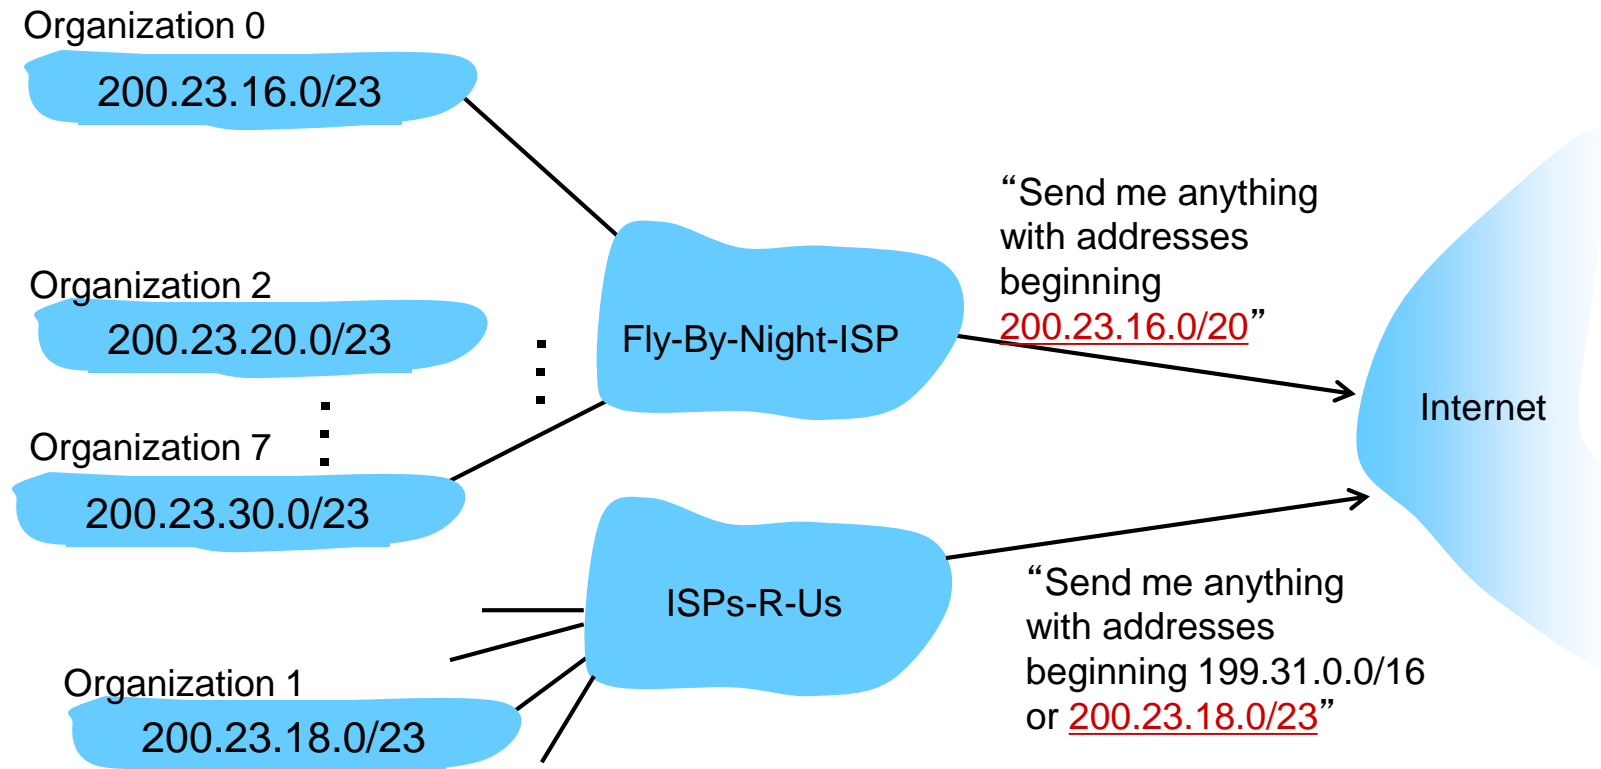 Organization 0
200.23.16.0/23
Organization 2
200.23.20.0/23
Organization 7
200.23.30.0/23
Fly-By-Night-ISP
“Send me anything
with addresses
beginning
200.23.16.0/20”
Internet
ISPs-R-Us
“Send me anything
with addresses
beginning 199.31.0.0/16
or 200.23.18.0/23”
Organization 1
200.23.18.0/23